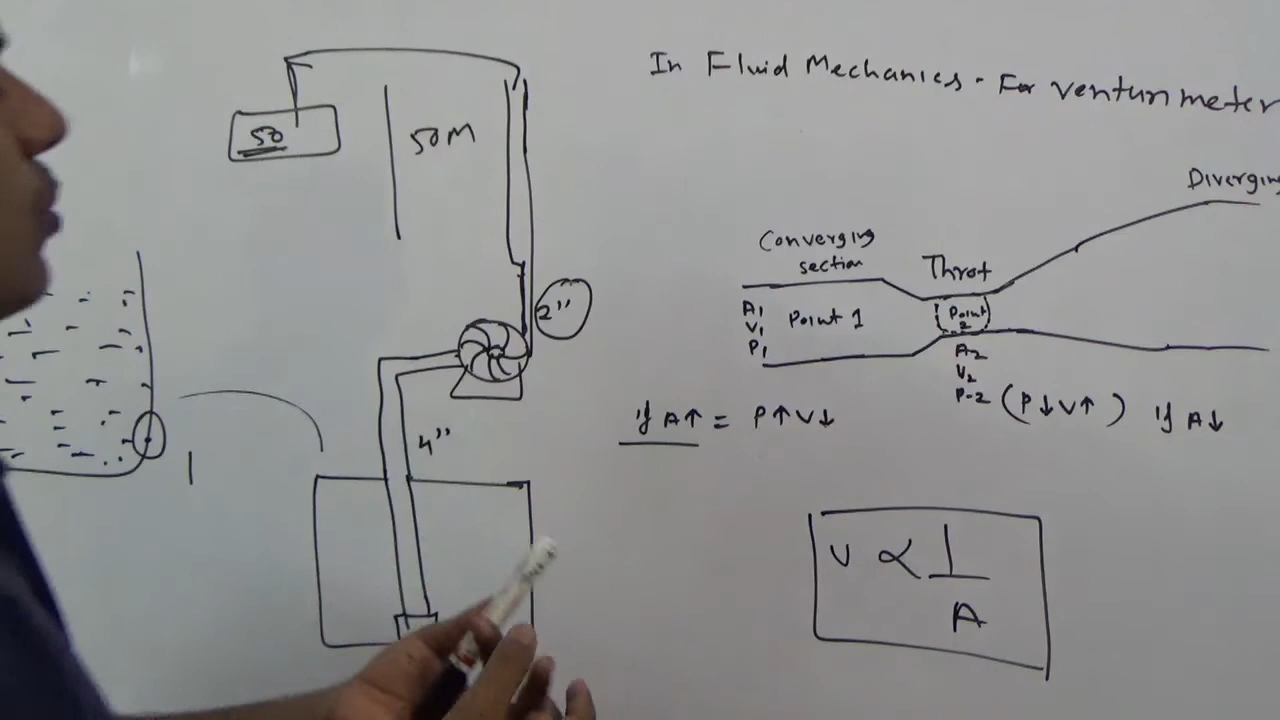 In Fluid Mechanics - For venturimeter
50
50M
Diverging
Converging
section
Throt
2"
A1
V1
P1
Point 1
Point
2
A2
V2
P-2 (P↓V↑) if A↓
if A↑ = P↑V↓
4"
V ∝ 1
A